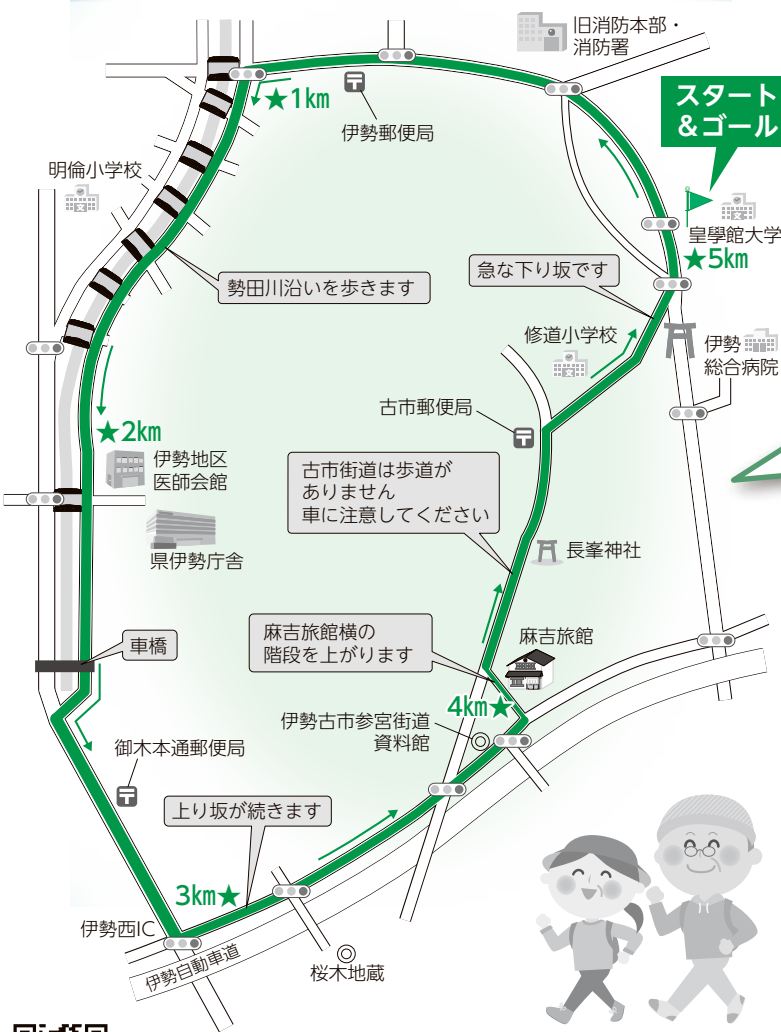 旧消防本部・
消防署
スタート
&ゴール
★1km
伊勢郵便局
明倫小学校
皇學館大学
★5km
勢田川沿いを歩きます
急な下り坂です
修道小学校
伊勢
総合病院
古市郵便局
★2km
伊勢地区
医師会館
古市街道は歩道が
ありません
車に注意してください
県伊勢庁舎
長峯神社
車橋
麻吉旅館横の
階段を上がります
麻吉旅館
4km★
伊勢古市参宮街道
資料館
御木本通郵便局
上り坂が続きます
3km★
伊勢西IC
伊勢自動車道
桜木地蔵